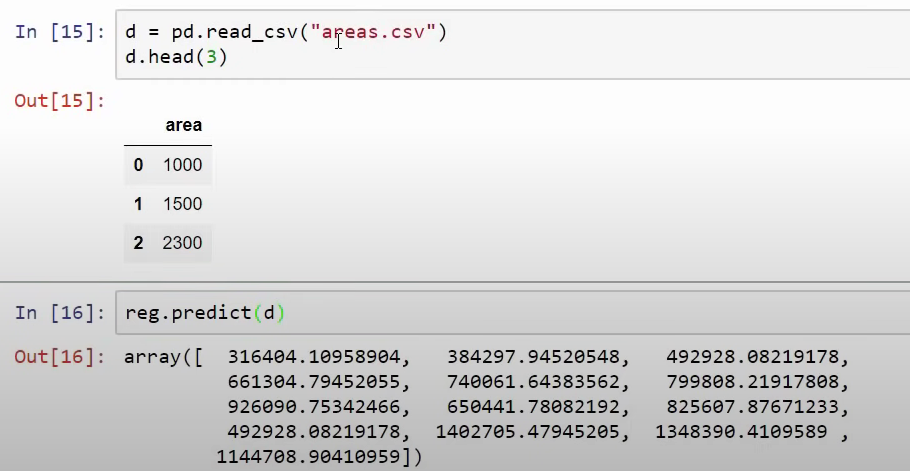 In [15]: d = pd.read_csv("areas.csv")
d.head(3)
Out[15]:
area
0 1000
1 1500
2 2300
In [16]: reg.predict(d)
Out[16]: array([ 316404.10958904, 384297.94520548, 492928.08219178,
661304.79452055, 740061.64383562, 799808.21917808,
926090.75342466, 650441.78082192, 825607.87671233,
492928.08219178, 1402705.47945205, 1348390.4109589 ,
1144708.90410959])